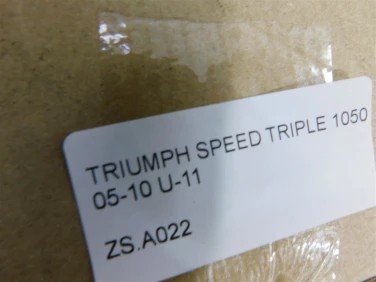 TRIUMPH SPEED TRIPLE 1050
05-10 U-11
ZS.A022